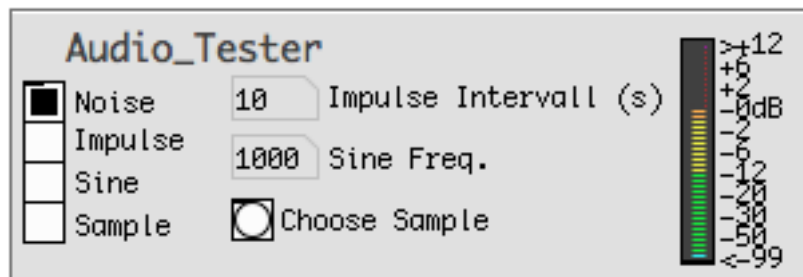 Audio_Tester
Noise
Impulse
Sine
Sample
10 Impulse Intervall (s)
1000 Sine Freq.
Choose Sample
>+12
+6
+2
-0dB
-2
-6
-12
-20
-30
-50
<-99